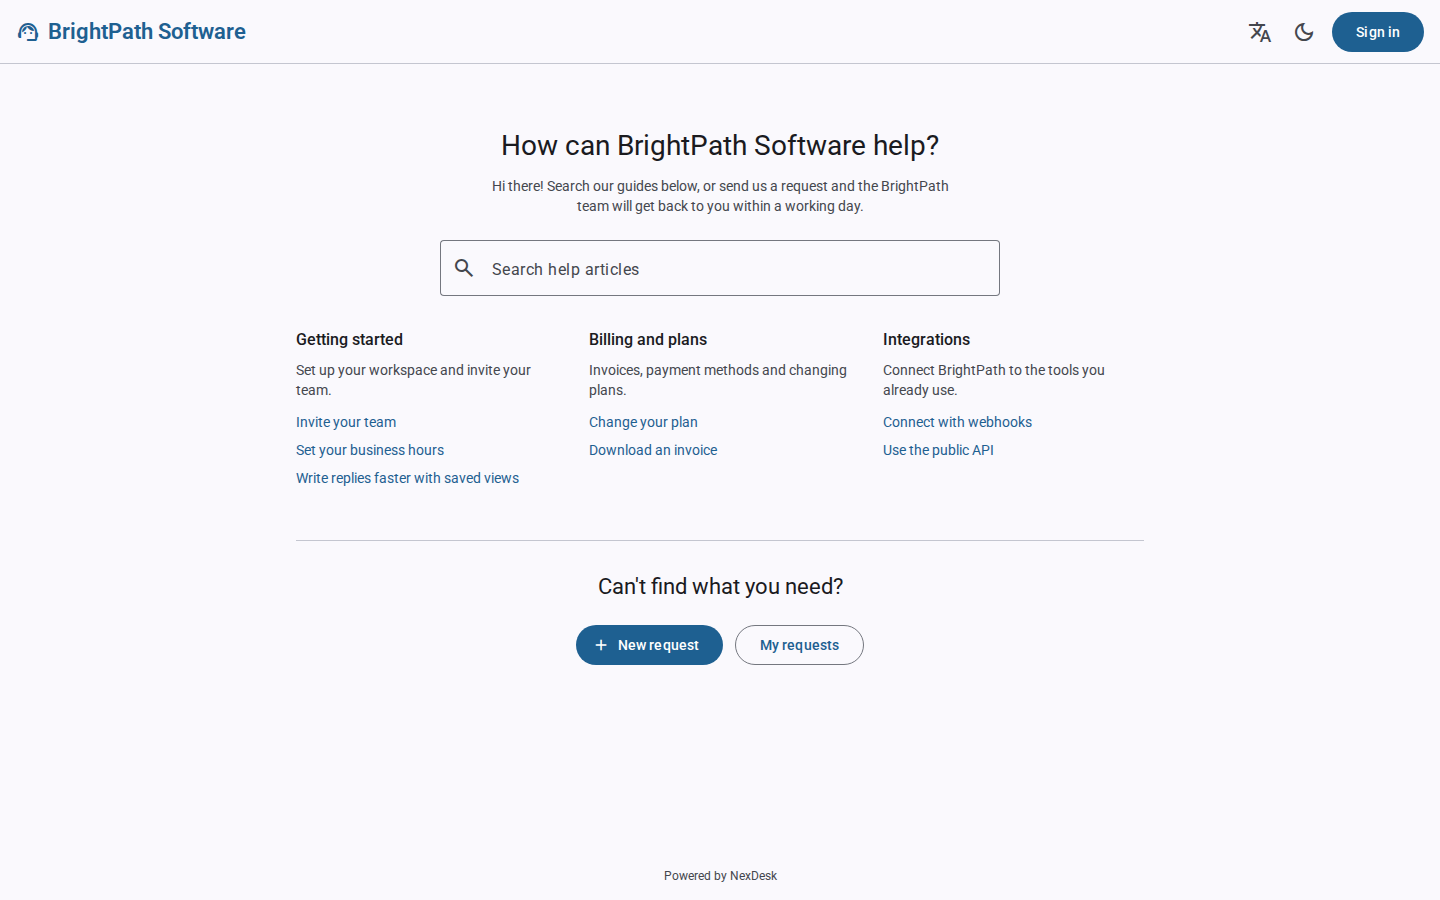 BrightPath Software
Sign in
How can BrightPath Software help?
Hi there! Search our guides below, or send us a request and the BrightPath
team will get back to you within a working day.
Search help articles
Getting started
Set up your workspace and invite your
team.
Invite your team
Set your business hours
Write replies faster with saved views
Billing and plans
Invoices, payment methods and changing
plans.
Change your plan
Download an invoice
Integrations
Connect BrightPath to the tools you
already use.
Connect with webhooks
Use the public API
Can't find what you need?
New request
My requests
Powered by NexDesk